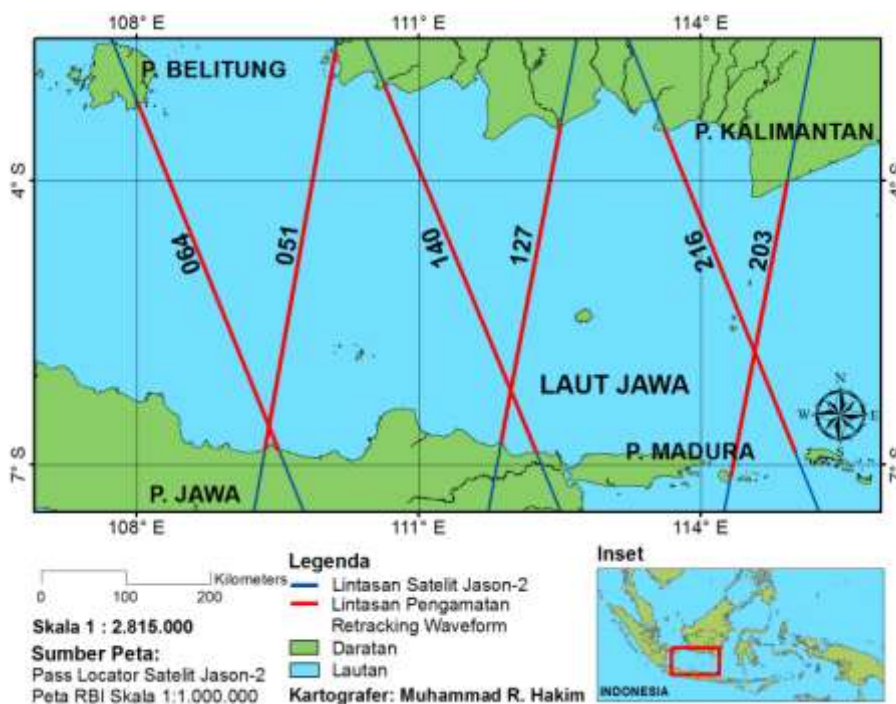 108° E 111° E 114° E
P. BELITUNG
P. KALIMANTAN
4° S 4° S
064 051 140 127 216 203
LAUT JAWA
N
W E
S
P. MADURA
7° S 7° S
P. JAWA
108° E 111° E 114° E
Kilometers
0 100 200
Skala 1 : 2.815.000
Sumber Peta:
Pass Locator Satelit Jason-2
Peta RBI Skala 1:1.000.000
Legenda
Lintasan Satelit Jason-2
Lintasan Pengamatan
Retracking Waveform
Daratan
Lautan
Kartografer: Muhammad R. Hakim
Inset
INDONESIA